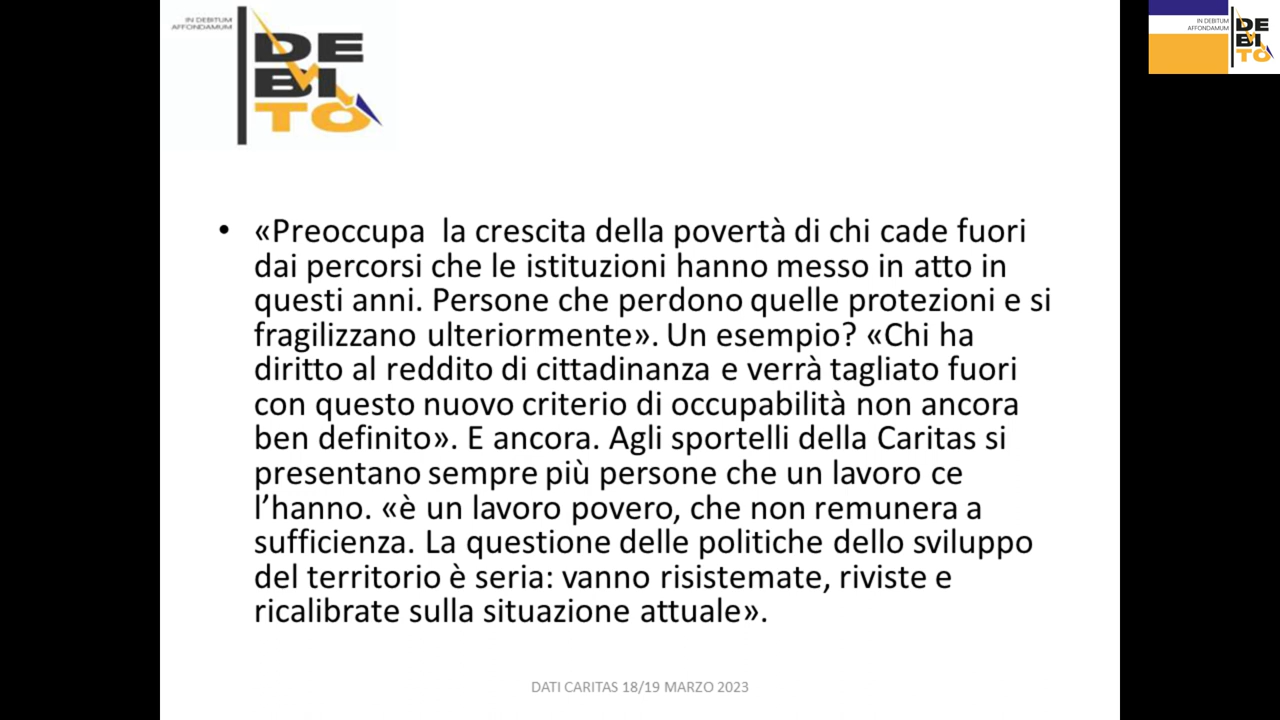 IN DEBITUM
AFFONDAMUM
DE
BI
TO
IN DEBITUM
AFFONDAMUM
DE
BI
TO
• «Preoccupa  la crescita della povertà di chi cade fuori
dai percorsi che le istituzioni hanno messo in atto in
questi anni. Persone che perdono quelle protezioni e si
fragilizzano ulteriormente». Un esempio? «Chi ha
diritto al reddito di cittadinanza e verrà tagliato fuori
con questo nuovo criterio di occupabilità non ancora
ben definito». E ancora. Agli sportelli della Caritas si
presentano sempre più persone che un lavoro ce
l’hanno. «è un lavoro povero, che non remunera a
sufficienza. La questione delle politiche dello sviluppo
del territorio è seria: vanno risistemate, riviste e
ricalibrate sulla situazione attuale».
DATI CARITAS 18/19 MARZO 2023